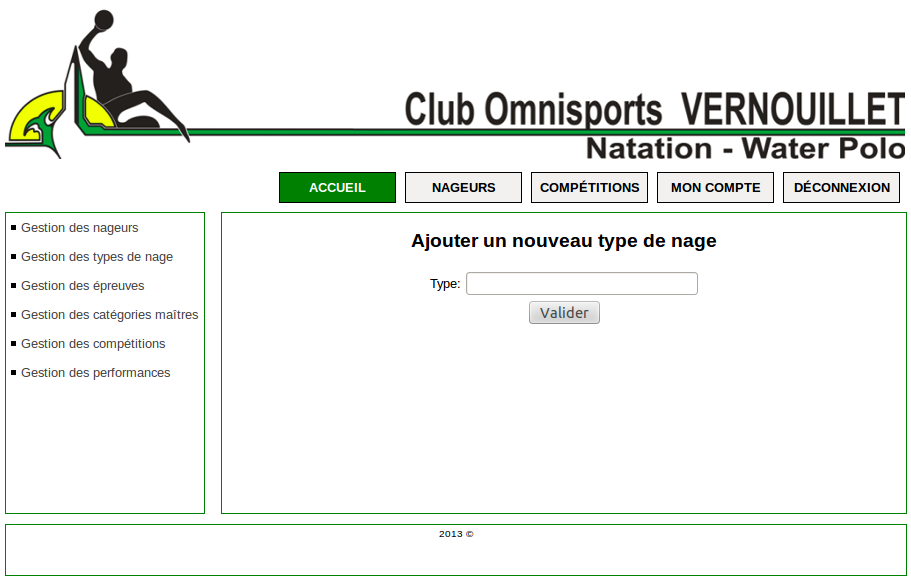 Club Omnisports VERNOUILLET
Natation - Water Polo
ACCUEIL NAGEURS COMPÉTITIONS MON COMPTE DÉCONNEXION
Gestion des nageurs
Gestion des types de nage
Gestion des épreuves
Gestion des catégories maîtres
Gestion des compétitions
Gestion des performances
Ajouter un nouveau type de nage
Type:
Valider
2013 ©